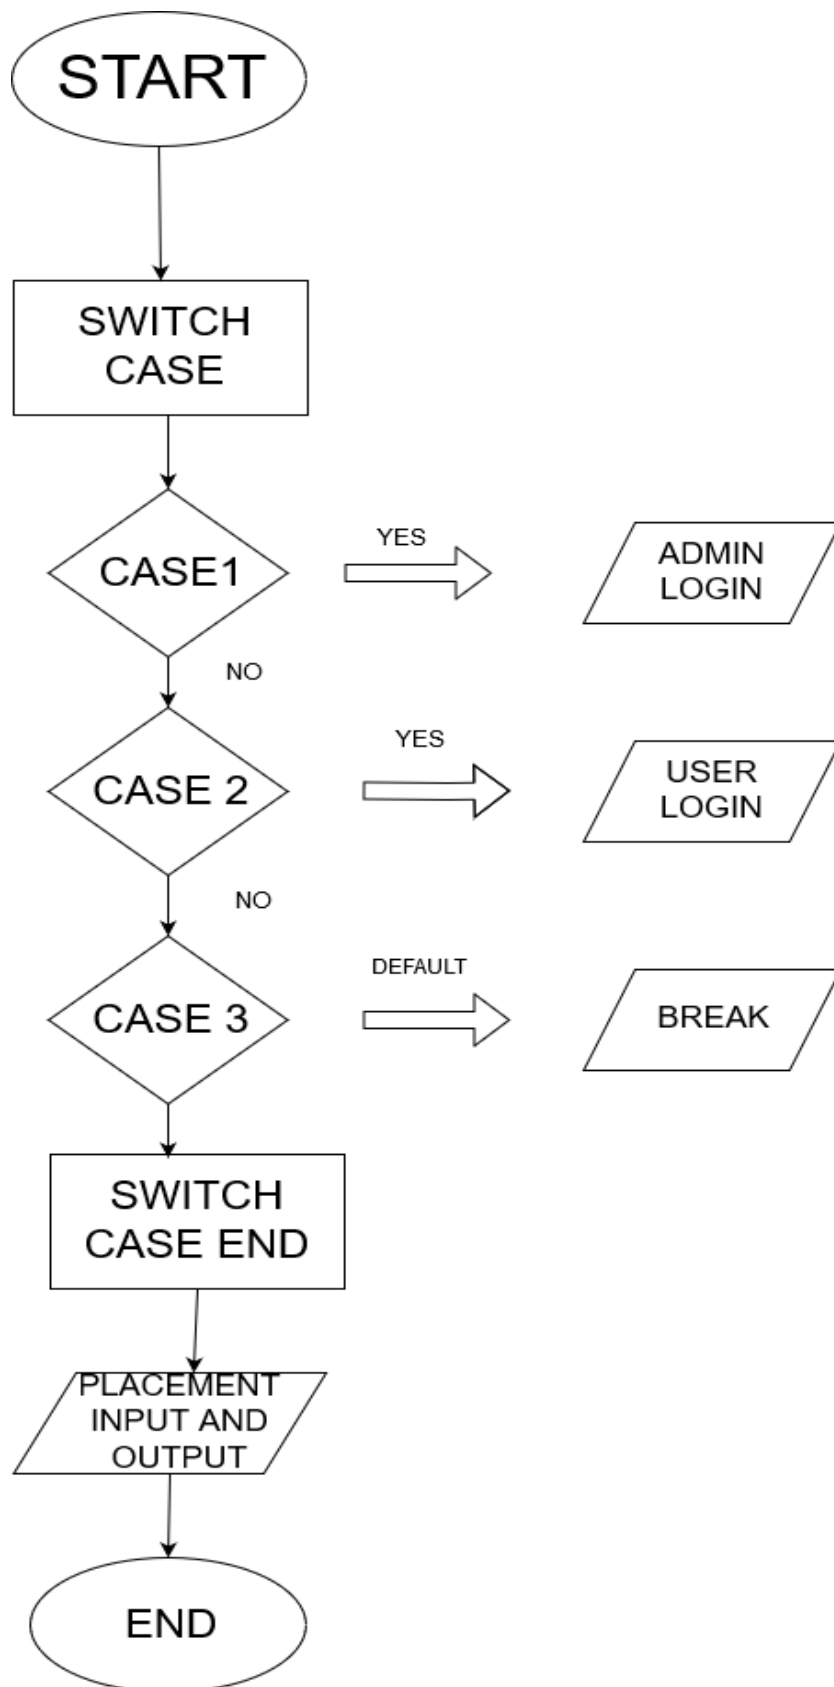 START
SWITCH
CASE
CASE1
YES
ADMIN
LOGIN
NO
CASE 2
YES
USER
LOGIN
NO
CASE 3
DEFAULT
BREAK
SWITCH
CASE END
PLACEMENT
INPUT AND
OUTPUT
END